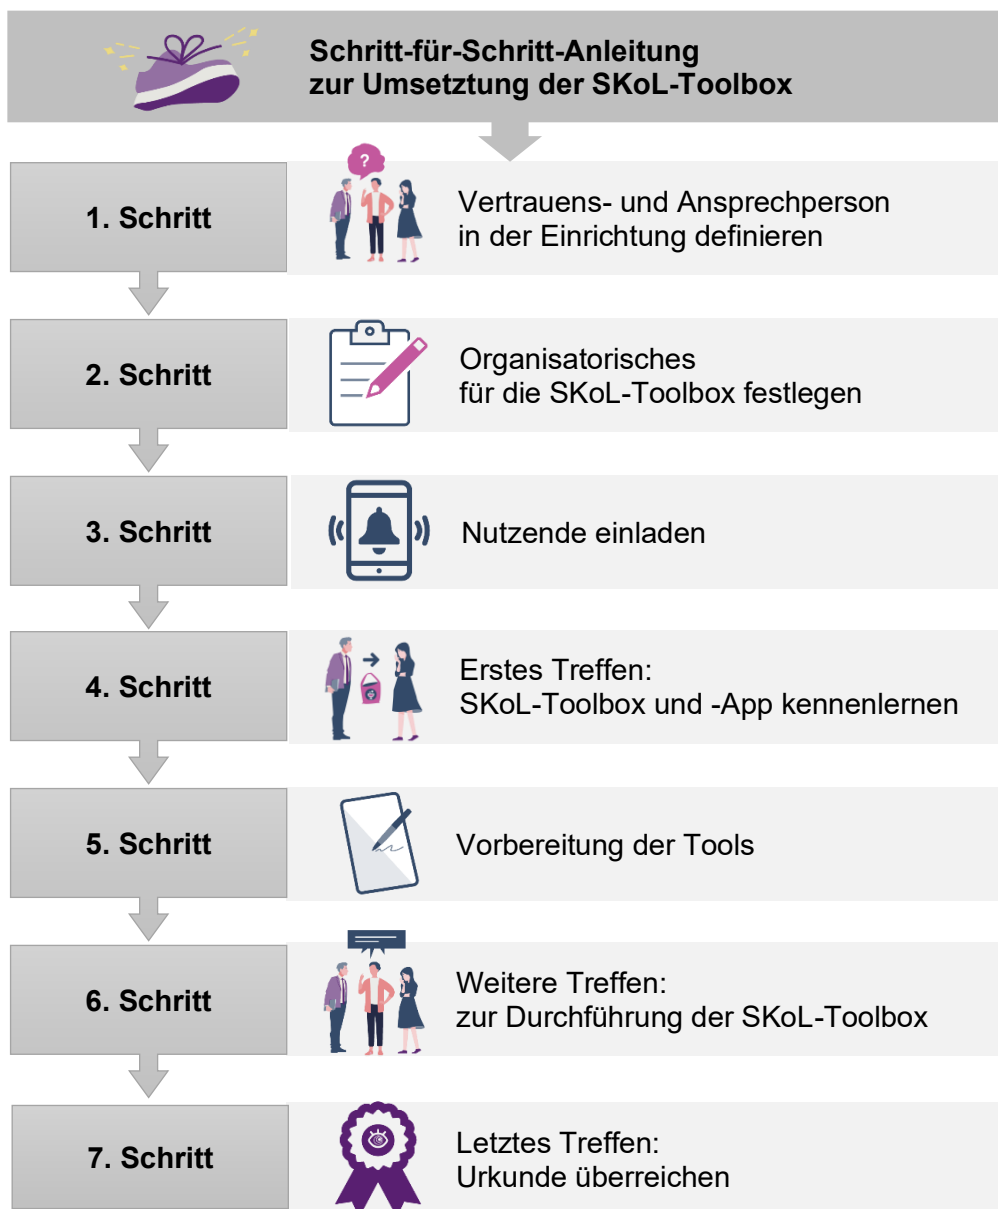 Schritt-für-Schritt-Anleitung
zur Umsetztung der SKoL-Toolbox
?
1. Schritt
Vertrauens- und Ansprechperson
in der Einrichtung definieren
2. Schritt
Organisatorisches
für die SKoL-Toolbox festlegen
3. Schritt
Nutzende einladen
4. Schritt
Erstes Treffen:
SKoL-Toolbox und -App kennenlernen
5. Schritt
Vorbereitung der Tools
6. Schritt
Weitere Treffen:
zur Durchführung der SKoL-Toolbox
7. Schritt
Letztes Treffen:
Urkunde überreichen